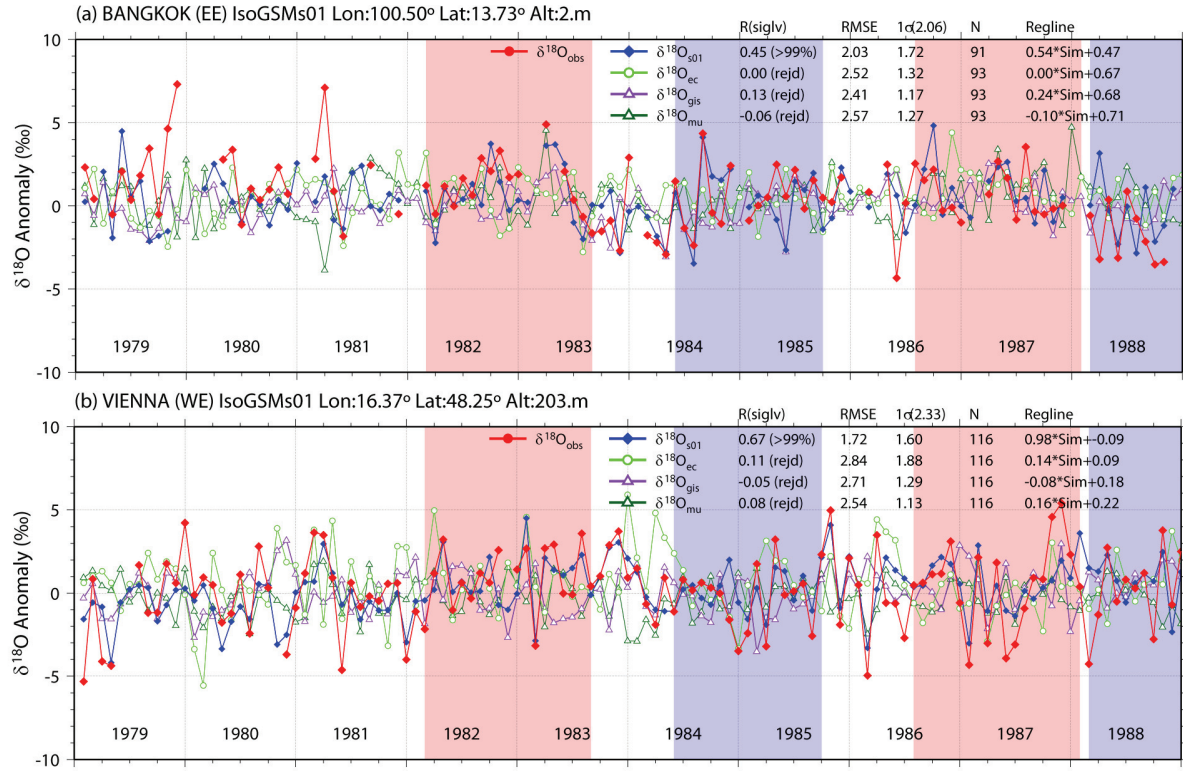 (a) BANGKOK (EE) IsoGSMs01 Lon:100.50º Lat:13.73º Alt:2.m
R(siglv) RMSE 1σ(2.06) N Regline
δ18Oobs δ18Os01 0.45 (>99%) 2.03 1.72 91 0.54*Sim+0.47
δ18Oec 0.00 (rejd) 2.52 1.32 93 0.00*Sim+0.67
δ18Ogis 0.13 (rejd) 2.41 1.17 93 0.24*Sim+0.68
δ18Omu -0.06 (rejd) 2.57 1.27 93 -0.10*Sim+0.71
δ18O Anomaly (‰)
10
5
0
-5
-10
1979 1980 1981 1982 1983 1984 1985 1986 1987 1988
(b) VIENNA (WE) IsoGSMs01 Lon:16.37º Lat:48.25º Alt:203.m
R(siglv) RMSE 1σ(2.33) N Regline
δ18Oobs δ18Os01 0.67 (>99%) 1.72 1.60 116 0.98*Sim+-0.09
δ18Oec 0.11 (rejd) 2.84 1.88 116 0.14*Sim+0.09
δ18Ogis -0.05 (rejd) 2.71 1.29 116 -0.08*Sim+0.18
δ18Omu 0.08 (rejd) 2.54 1.13 116 0.16*Sim+0.22
δ18O Anomaly (‰)
10
5
0
-5
-10
1979 1980 1981 1982 1983 1984 1985 1986 1987 1988